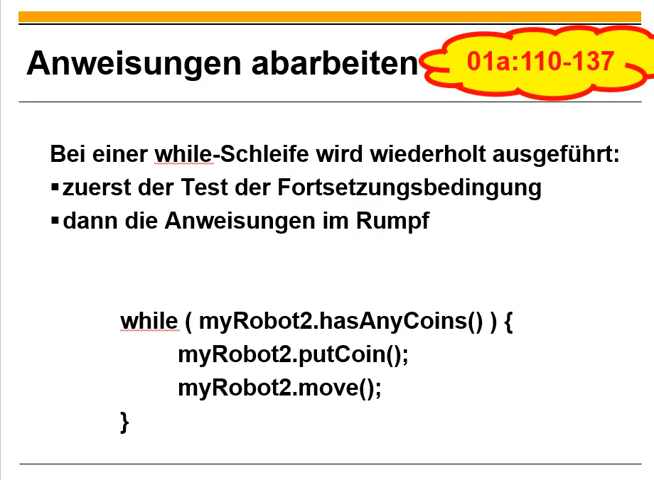 Anweisungen abarbeiten
01a:110-137
Bei einer while-Schleife wird wiederholt ausgeführt:
▪zuerst der Test der Fortsetzungsbedingung
▪dann die Anweisungen im Rumpf
while ( myRobot2.hasAnyCoins() ) {
myRobot2.putCoin();
myRobot2.move();
}